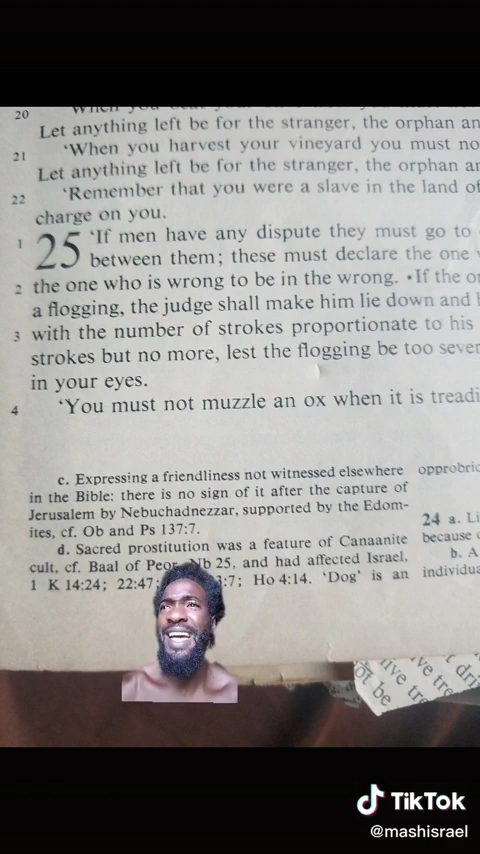 20
Let anything left be for the stranger, the orphan an
21 'When you harvest your vineyard you must no
Let anything left be for the stranger, the orphan an
22 'Remember that you were a slave in the land of
charge on you.
1 25 'If men have any dispute they must go to
between them; these must declare the one
2 the one who is wrong to be in the wrong. •If the
a flogging, the judge shall make him lie down and
3 with the number of strokes proportionate to his
strokes but no more, lest the flogging be too sever
in your eyes.
4 'You must not muzzle an ox when it is treadi
c. Expressing a friendliness not witnessed elsewhere
in the Bible: there is no sign of it after the capture of
Jerusalem by Nebuchadnezzar, supported by the Edom-
ites, cf. Ob and Ps 137:7.
d. Sacred prostitution was a feature of Canaanite
cult, cf. Baal of Peor, Nb 25, and had affected Israel,
1 K 14:24; 22:47; 3:7; Ho 4:14. 'Dog' is an
opprobric
24 a. Li
because
b. A
individua
TikTok
@mashisrael